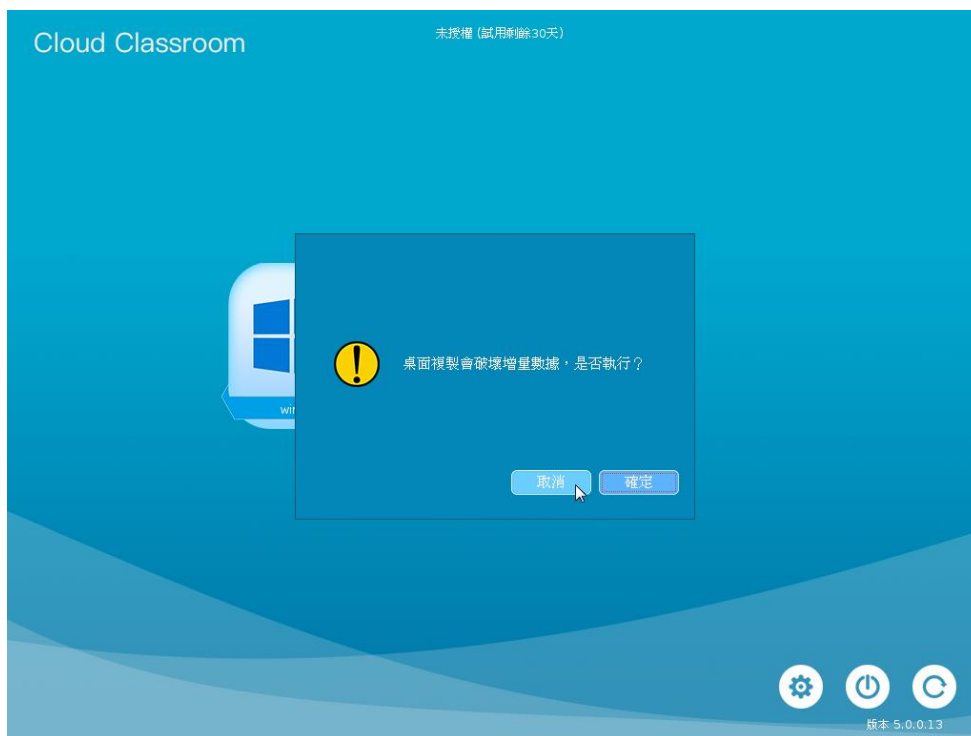 Cloud Classroom
未授權 (試用剩餘30天)
win
桌面複製會破壞增量數據，是否執行？
取消
確定
版本 5.0.0.13